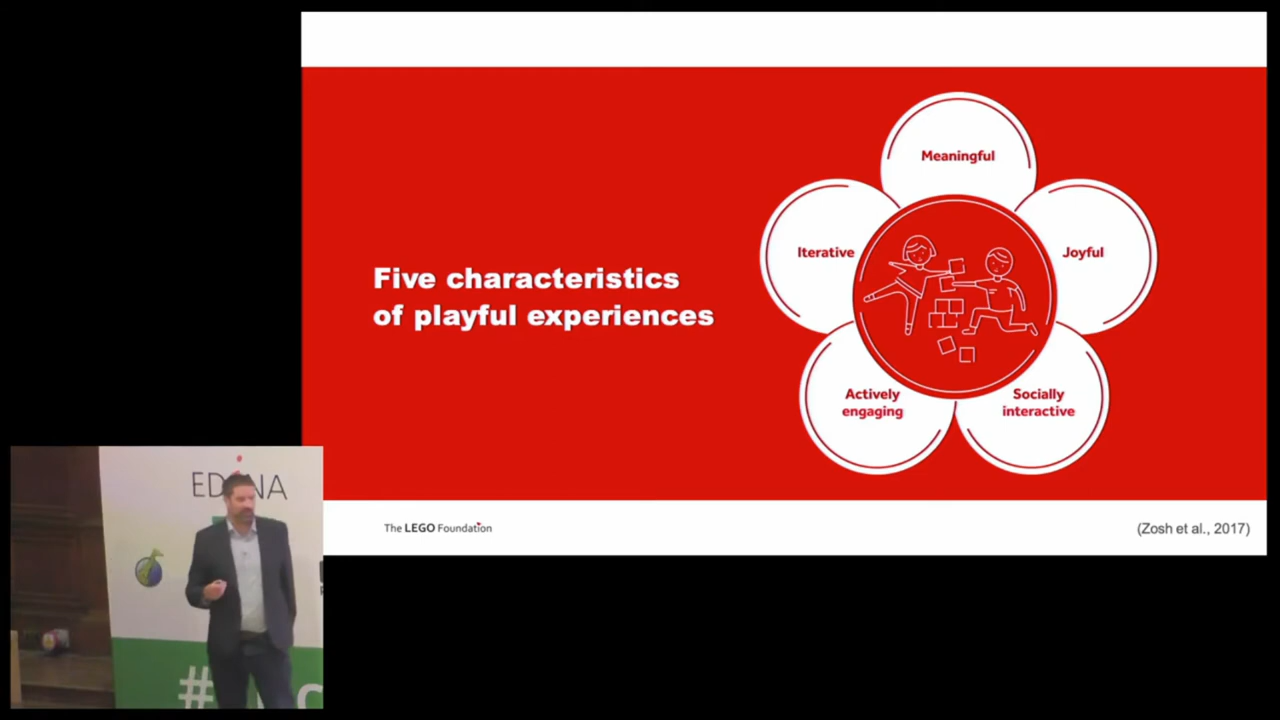 Five characteristics
of playful experiences
Meaningful
Iterative
Joyful
Actively
engaging
Socially
interactive
The LEGO Foundation
(Zosh et al., 2017)
#